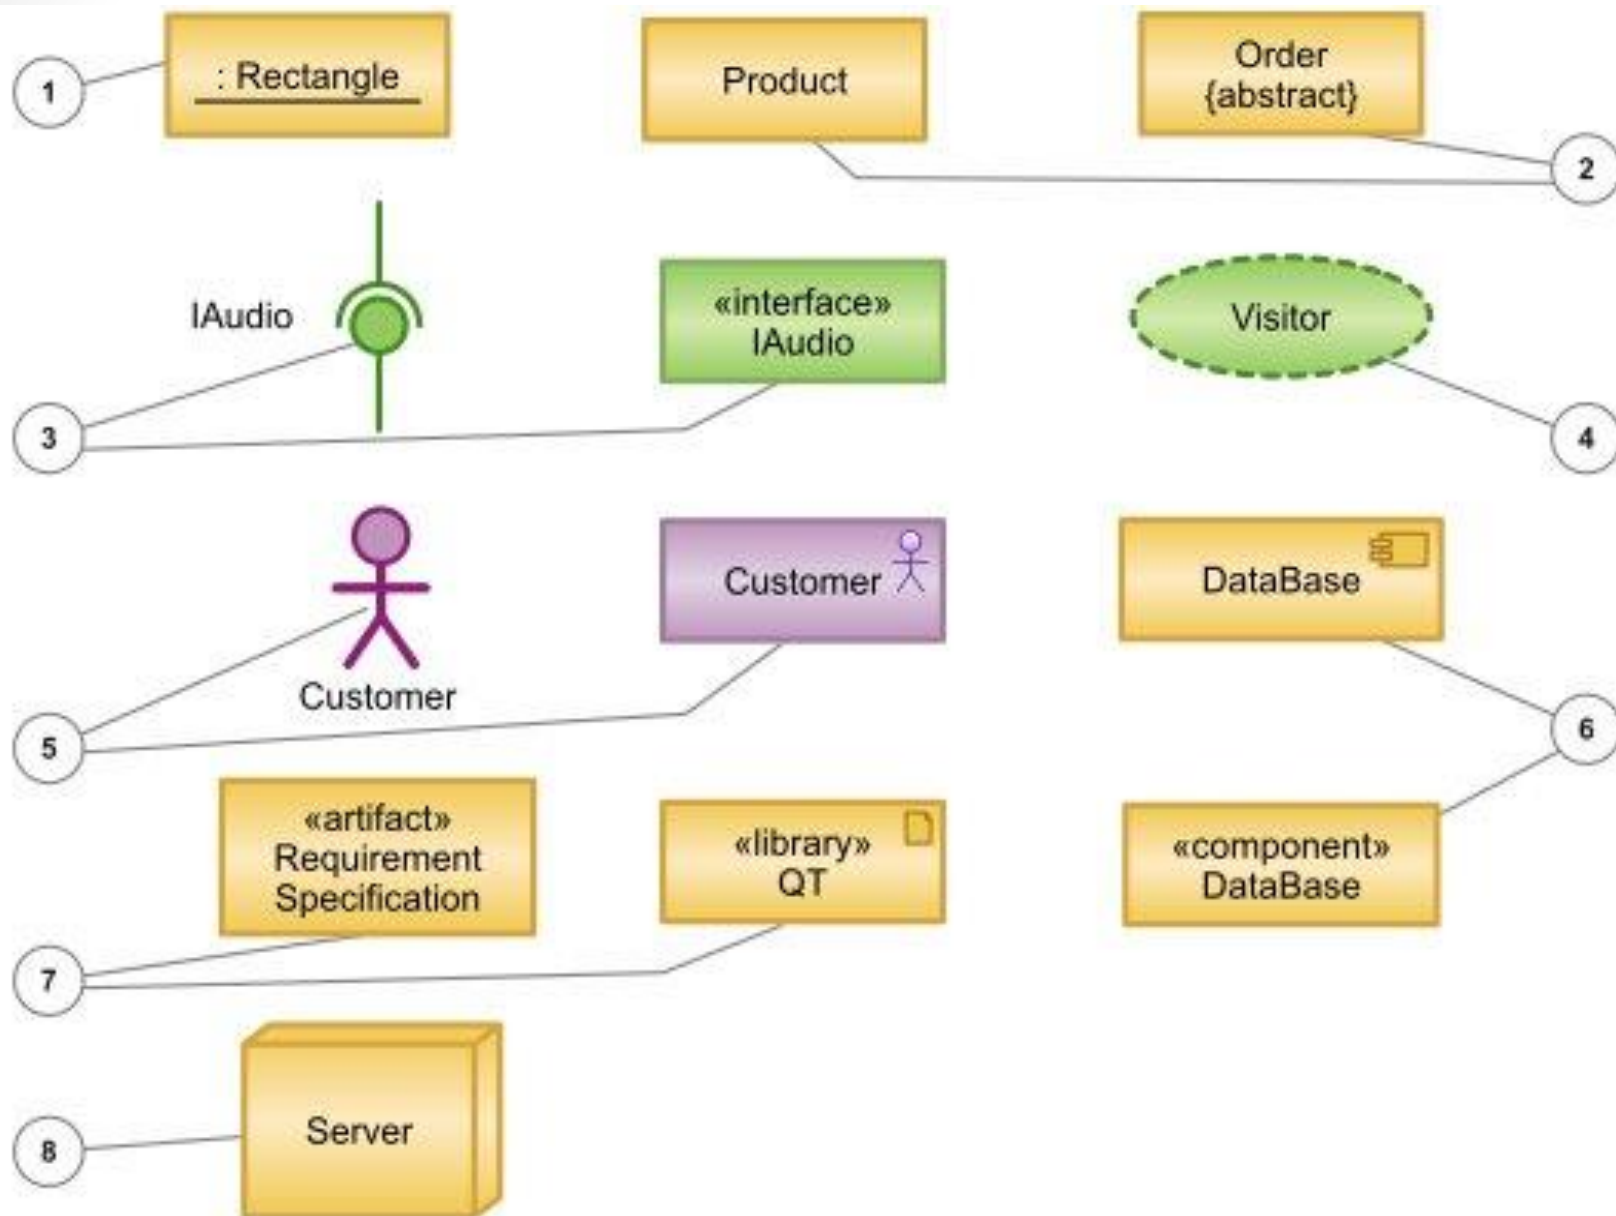 1
: Rectangle
Product
Order
{abstract}
2
IAudio
«interface»
IAudio
Visitor
3
4
Customer
Customer
DataBase
5
6
«artifact»
Requirement
Specification
«library»
QT
«component»
DataBase
7
Server
8